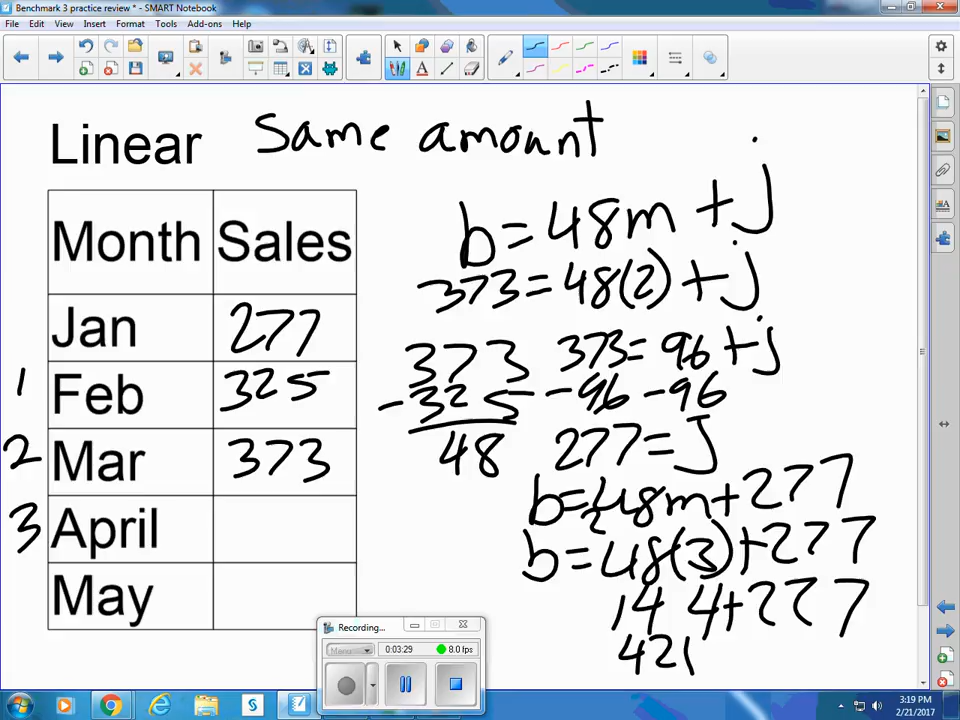 Benchmark 3 practice review * - SMART Notebook
File Edit View Insert Format Tools Add-ons Help
Linear Same amount
Month Sales
Jan 277
1 Feb 325
2 Mar 373
3 April
May
b=48m+j
373=48(2)+j
373
-325
48
373=96+j
-96 -96
277=j
b=48m+277
2
b=48(3)+277
144+277
421
Recording...
Menu
0:03:29 8.0 fps
3:19 PM
2/21/2017